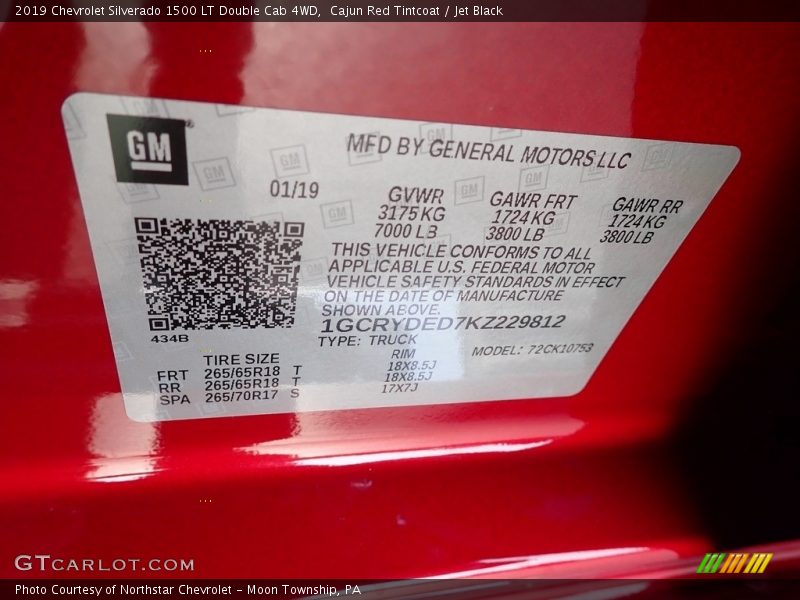 2019 Chevrolet Silverado 1500 LT Double Cab 4WD, Cajun Red Tintcoat / Jet Black
GM®
MFD BY GENERAL MOTORS LLC
01/19
GVWR GAWR FRT GAWR RR
3175 KG 1724 KG 1724 KG
7000 LB 3800 LB 3800 LB
THIS VEHICLE CONFORMS TO ALL
APPLICABLE U.S. FEDERAL MOTOR
VEHICLE SAFETY STANDARDS IN EFFECT
ON THE DATE OF MANUFACTURE
SHOWN ABOVE.
1GCRYDED7KZ229812
434B
TYPE: TRUCK MODEL: 72CK10753
TIRE SIZE RIM
FRT 265/65R18 T 18X8.5J
RR 265/65R18 T 18X8.5J
SPA 265/70R17 S 17X7J
GTCARLOT.COM
Photo Courtesy of Northstar Chevrolet - Moon Township, PA